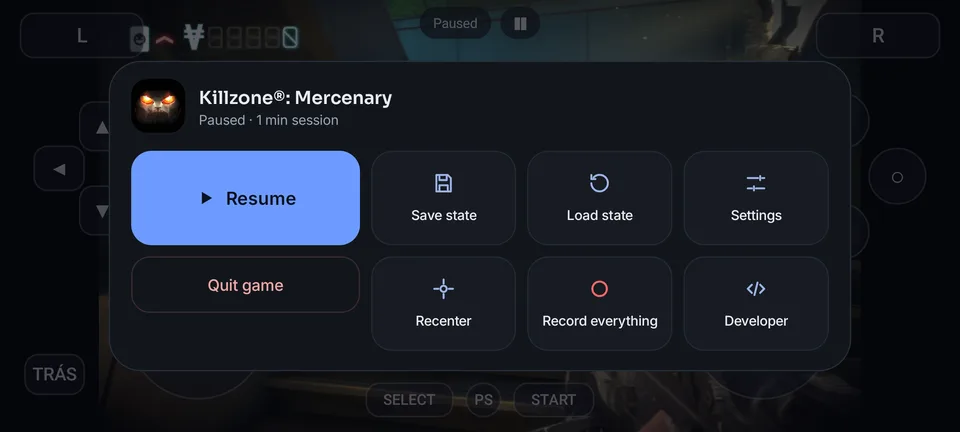 Paused
L
R
Killzone®: Mercenary
Paused · 1 min session
Resume
Save state
Load state
Settings
Quit game
Recenter
Record everything
Developer
TRÁS
SELECT
PS
START